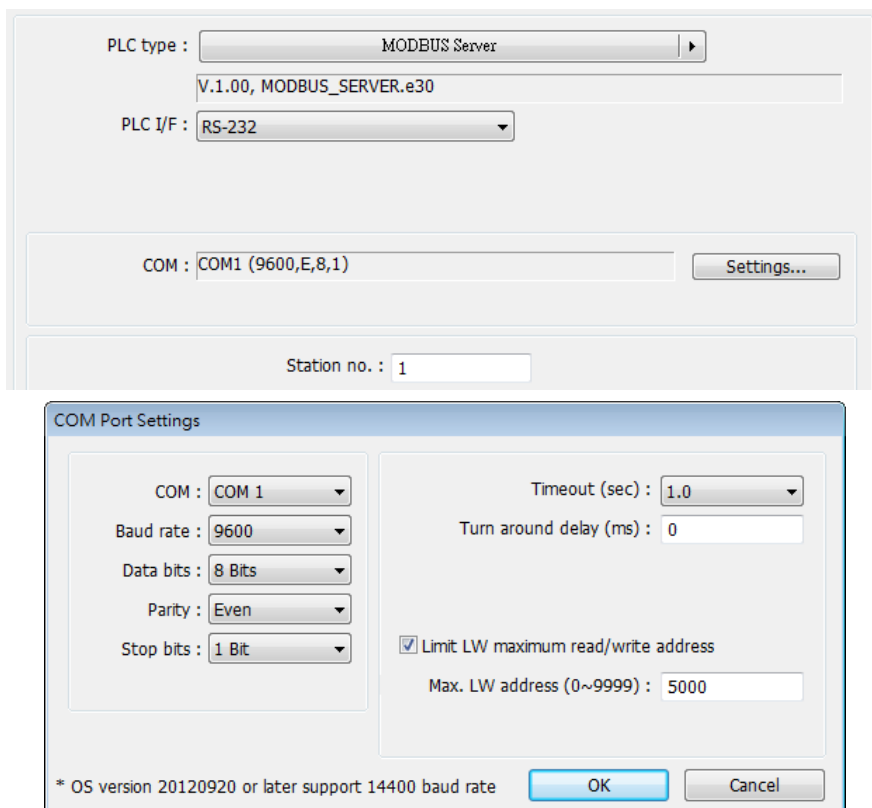 PLC type : MODBUS Server
V.1.00, MODBUS_SERVER.e30
PLC I/F : RS-232
COM : COM1 (9600,E,8,1) Settings...
Station no. : 1
COM Port Settings
COM : COM 1
Baud rate : 9600
Data bits : 8 Bits
Parity : Even
Stop bits : 1 Bit
Timeout (sec) : 1.0
Turn around delay (ms) : 0
Limit LW maximum read/write address
Max. LW address (0~9999) : 5000
* OS version 20120920 or later support 14400 baud rate
OK Cancel